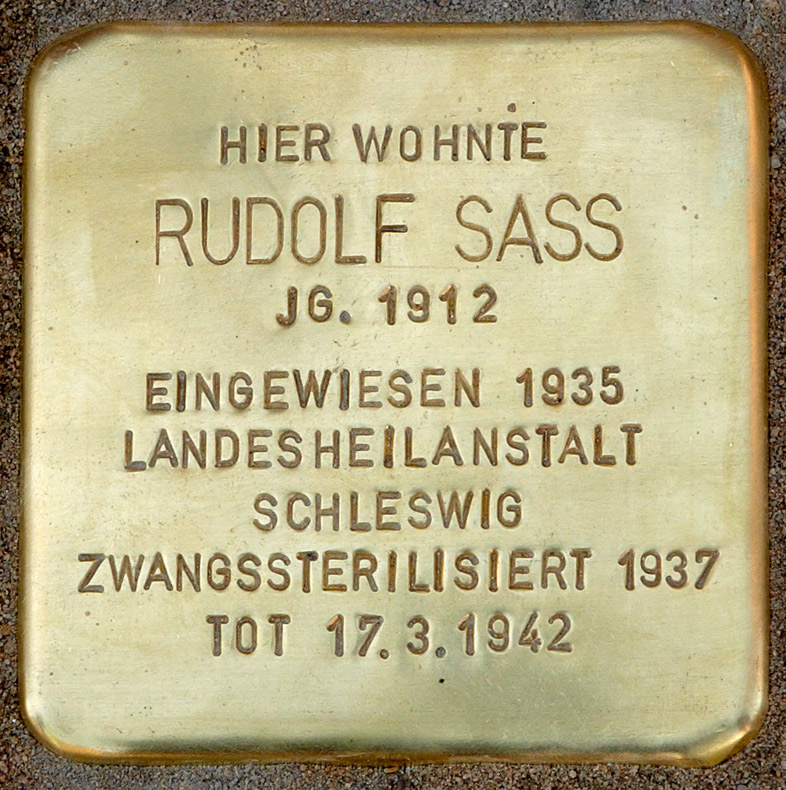 HIER WOHNTE
RUDOLF SASS
JG. 1912
EINGEWIESEN 1935
LANDESHEILANSTALT
SCHLESWIG
ZWANGSSTERILISIERT 1937
TOT 17.3.1942